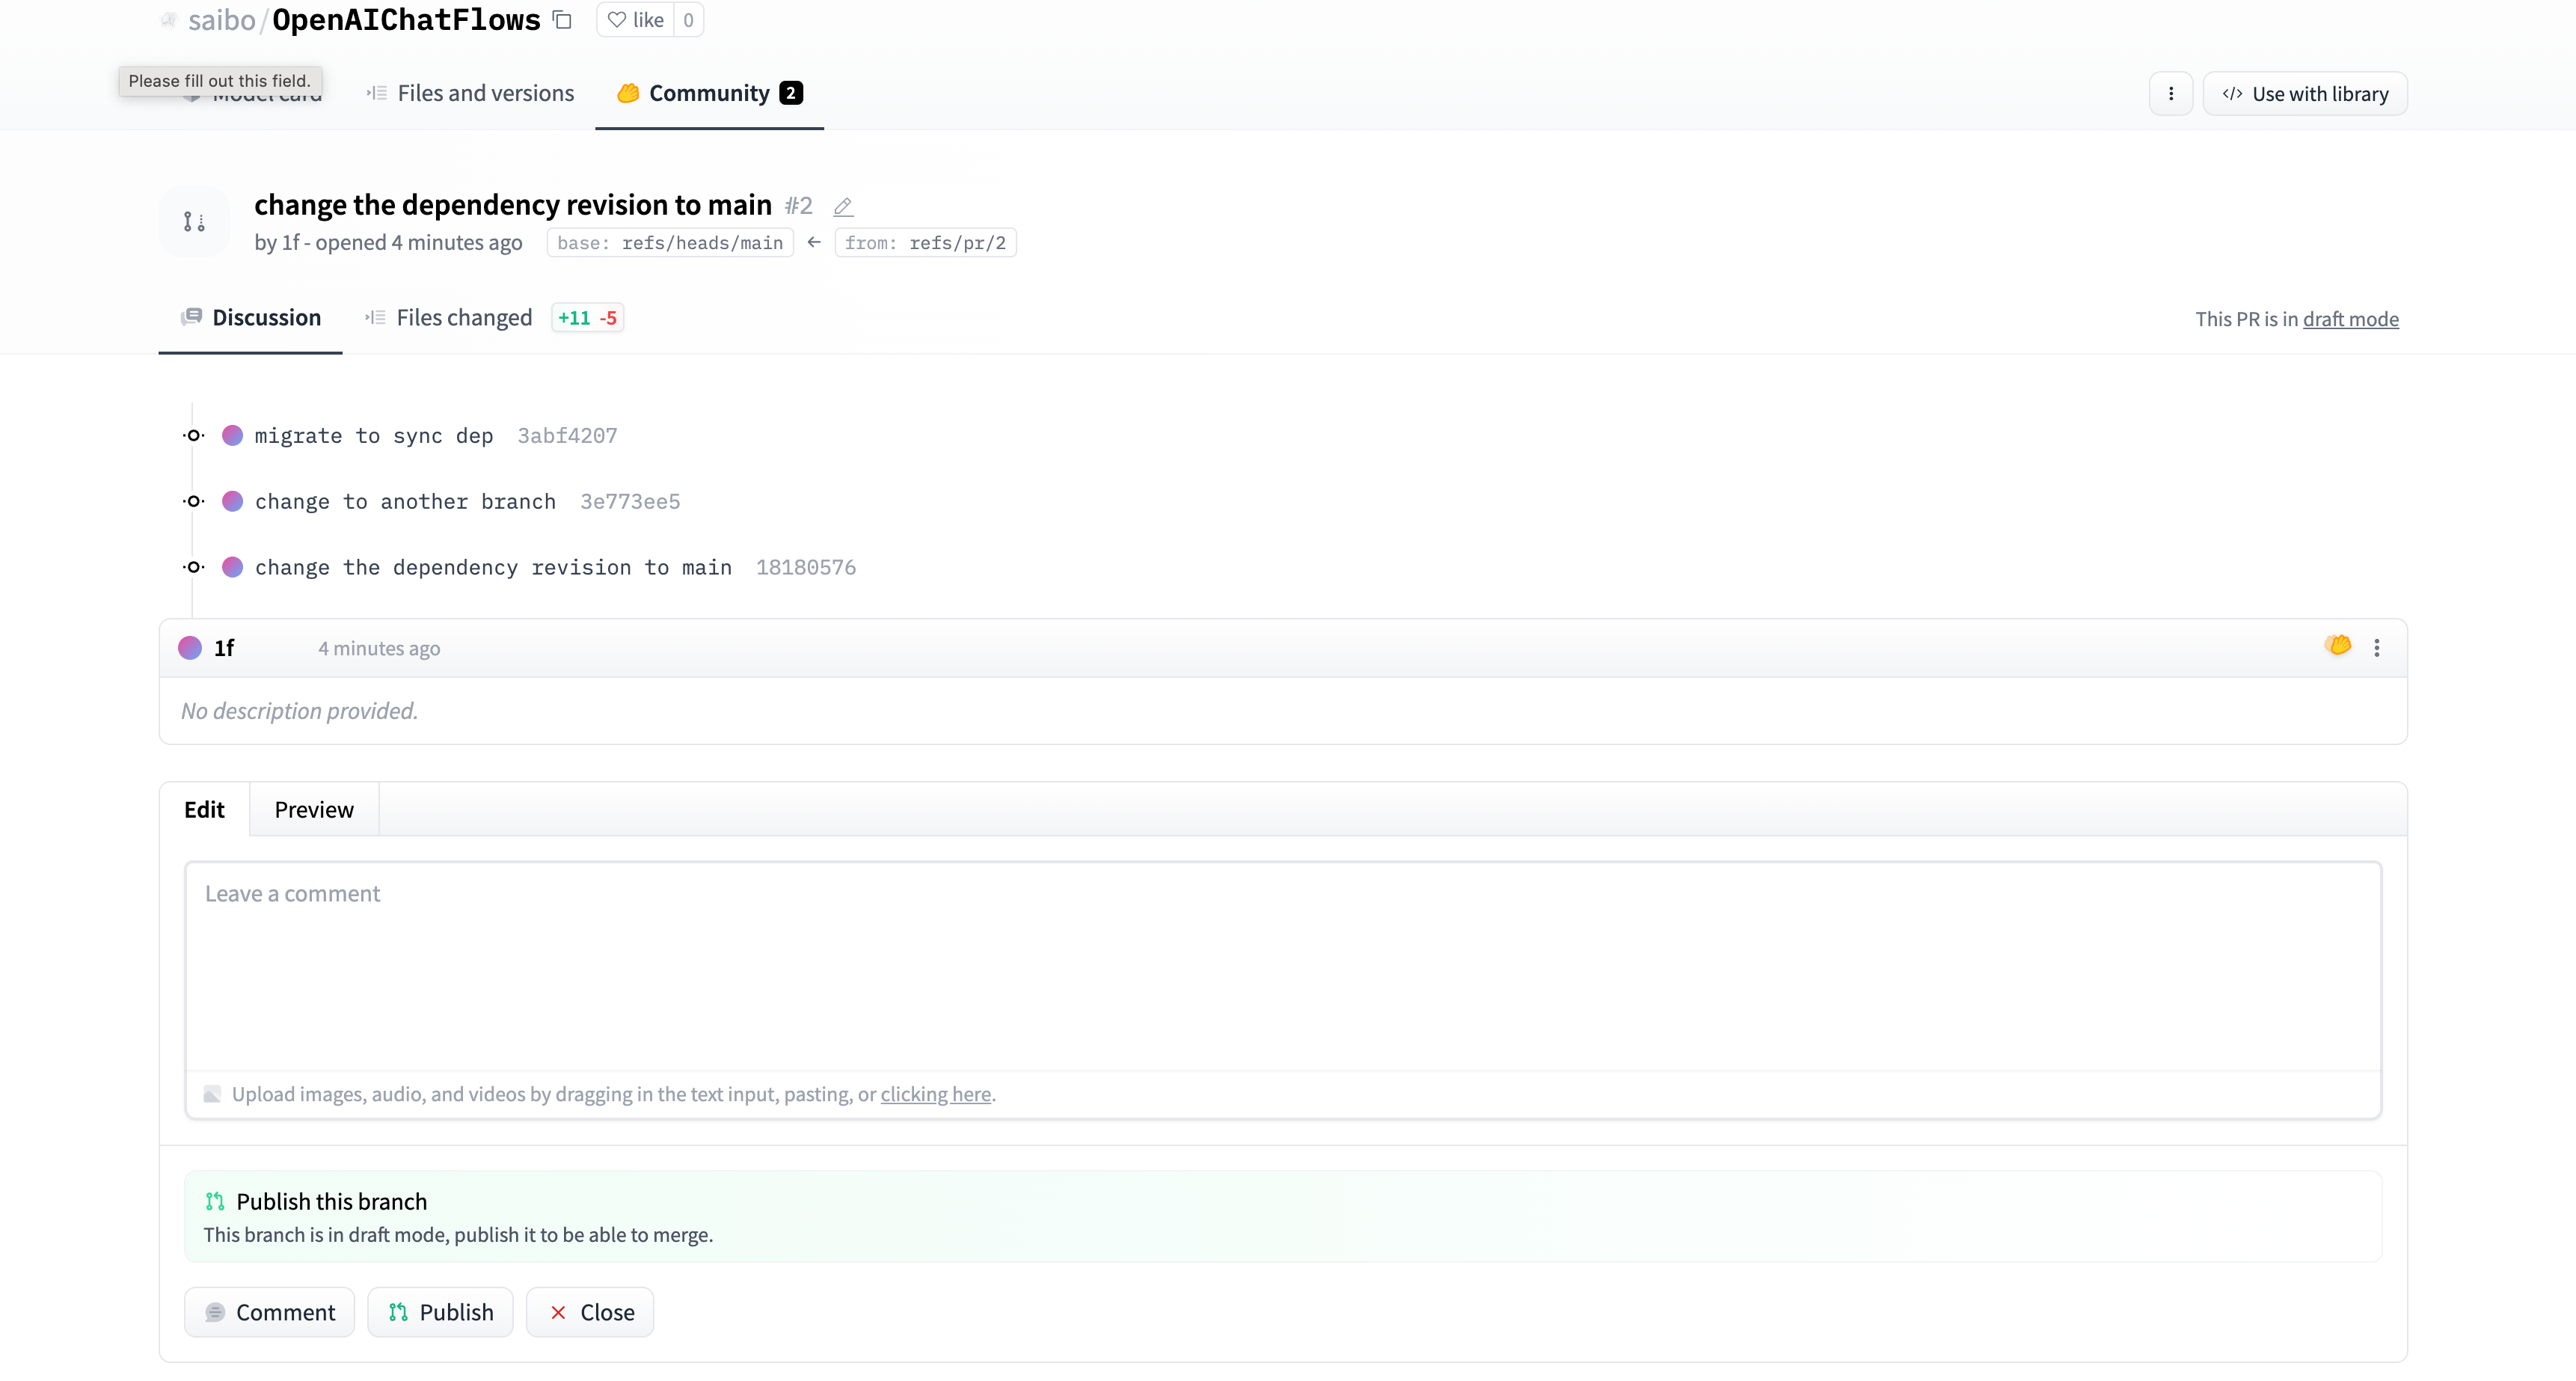 saibo/OpenAIChatFlows like 0
Please fill out this field.
Model card Files and versions Community 2 Use with library
change the dependency revision to main #2
by 1f - opened 4 minutes ago base: refs/heads/main ← from: refs/pr/2
Discussion Files changed +11 -5 This PR is in draft mode
migrate to sync dep 3abf4207
change to another branch 3e773ee5
change the dependency revision to main 18180576
1f 4 minutes ago
No description provided.
Edit Preview
Leave a comment
Upload images, audio, and videos by dragging in the text input, pasting, or clicking here.
Publish this branch
This branch is in draft mode, publish it to be able to merge.
Comment Publish Close